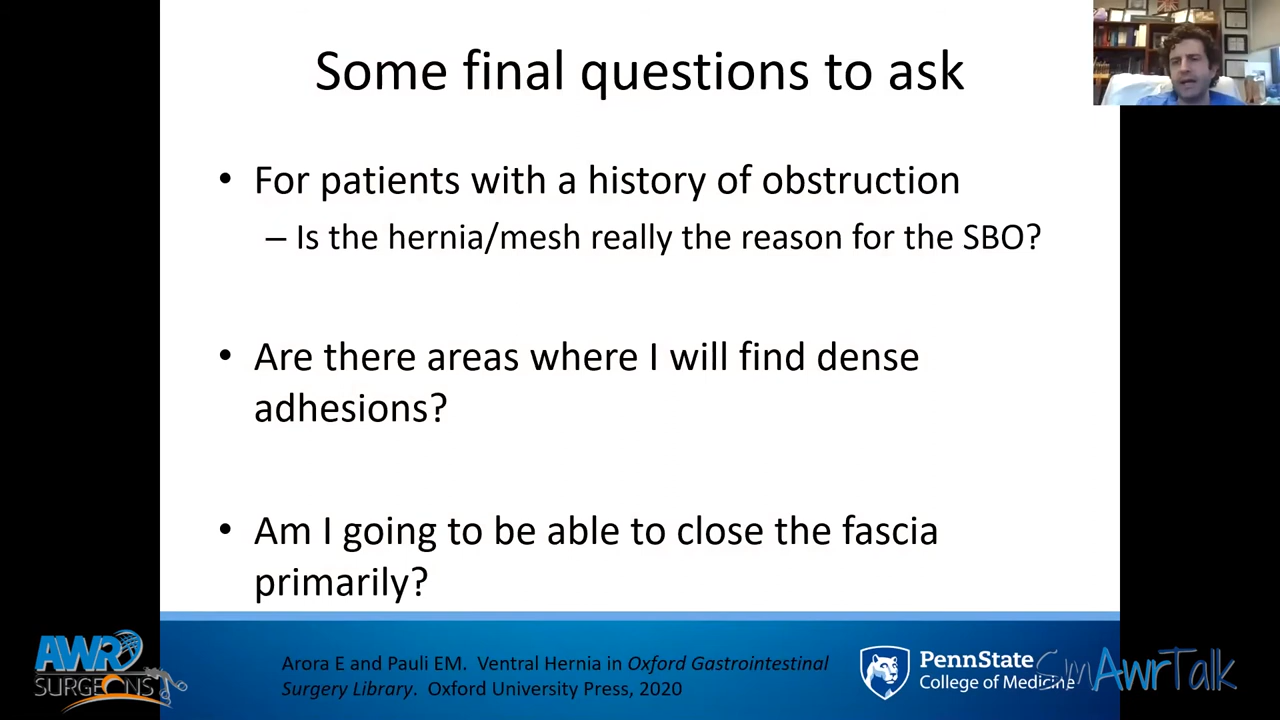 Some final questions to ask
• For patients with a history of obstruction
– Is the hernia/mesh really the reason for the SBO?
• Are there areas where I will find dense
adhesions?
• Am I going to be able to close the fascia
primarily?
Arora E and Pauli EM. Ventral Hernia in Oxford Gastrointestinal
Surgery Library. Oxford University Press, 2020
AWR
SURGEONS
PennState
College of Medicine
SmAwrTalk